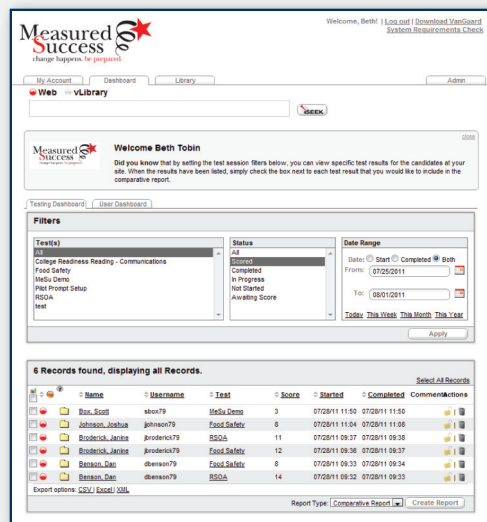 Measured Success
change happens. be prepared.
Welcome, Beth! | Log out | Download VanGuard
System Requirements Check
My Account Dashboard Library Admin
Web vLibrary
iSEEK
close
Measured Success
change happens. be prepared.
Welcome Beth Tobin
Did you know that by setting the test session filters below, you can view specific test results for the candidates at your
site. When the results have been listed, simply check the box next to each test result that you would like to include in the
comparative report.
Testing Dashboard User Dashboard
Filters
Test(s) Status Date Range
All
College Readiness Reading - Communications
Food Safety
MeSu Demo
Pilot Prompt Setup
RSOA
test
All
Scored
Completed
In Progress
Not Started
Awaiting Score
Date: Start Completed Both
From: 07/25/2011
To: 08/01/2011
Today This Week This Month This Year
Apply
6 Records found, displaying all Records.
Select All Records
Name Username Test Score Started Completed Comments Actions
Box, Scott sbox79 MeSu Demo 3 07/28/11 11:50 07/28/11 11:50
Johnson, Joshua jjohnson79 Food Safety 8 07/28/11 11:04 07/28/11 11:08
Broderick, Janine jbroderick79 RSOA 11 07/28/11 09:37 07/28/11 09:38
Broderick, Janine jbroderick79 Food Safety 12 07/28/11 09:36 07/28/11 09:37
Benson, Dan dbenson79 Food Safety 8 07/28/11 09:33 07/28/11 09:34
Benson, Dan dbenson79 RSOA 14 07/28/11 09:32 07/28/11 09:33
Export options: CSV | Excel | XML
Report Type: Comparative Report Create Report